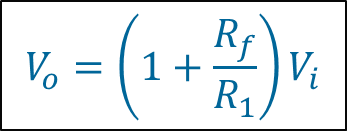 V_o = (1 + R_f/R_1) V_i